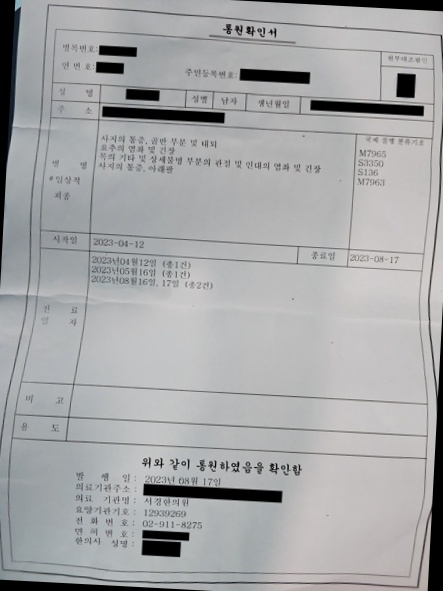 통원확인서
병록번호:
연 번 호:
주민등록번호:
원부대조필인
성 명
성별 남자 생년월일
주 소
병 명
*임상적
최종
국제 질병 분류기호
사지의 통증, 골반 부분 및 대퇴
M7965
요추의 염좌 및 긴장
S3350
목의 기타 및 상세불명 부분의 관절 및 인대의 염좌 및 긴장
S136
사지의 통증, 아래팔
M7963
시작일 2023-04-12 종료일 2023-08-17
진 료
일 자
2023년04월12일 (총1건)
2023년05월16일 (총1건)
2023년08월16일, 17일 (총2건)
비 고
용 도
위와 같이 통원하였음을 확인함
발 행 일: 2023년 08월 17일
의료기관주소:
의료 기관명: 서경한의원
요양기관기호: 12939269
전 화 번 호: 02-911-8275
면 허 번 호:
한의사 성명: